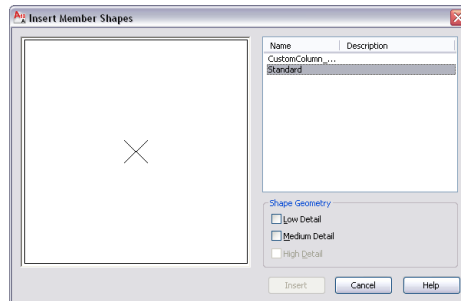 Insert Member Shapes
Name Description
CustomColumn_...
Standard
Shape Geometry
Low Detail
Medium Detail
High Detail
Insert Cancel Help